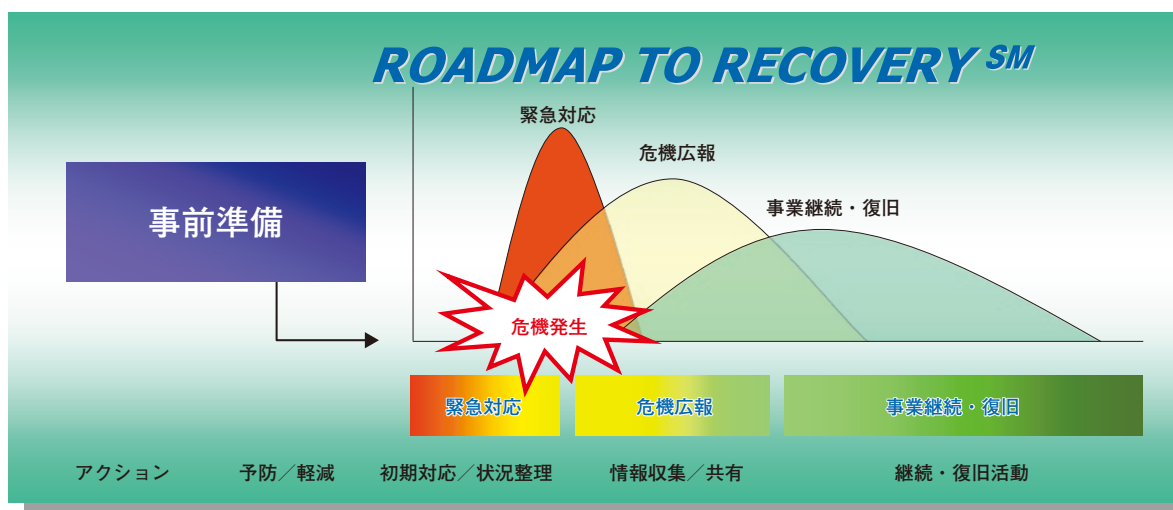 ROADMAP TO RECOVERY SM
緊急対応
危機広報
事業継続・復旧
事前準備
危機発生
緊急対応
危機広報
事業継続・復旧
アクション
予防／軽減
初期対応／状況整理
情報収集／共有
継続・復旧活動